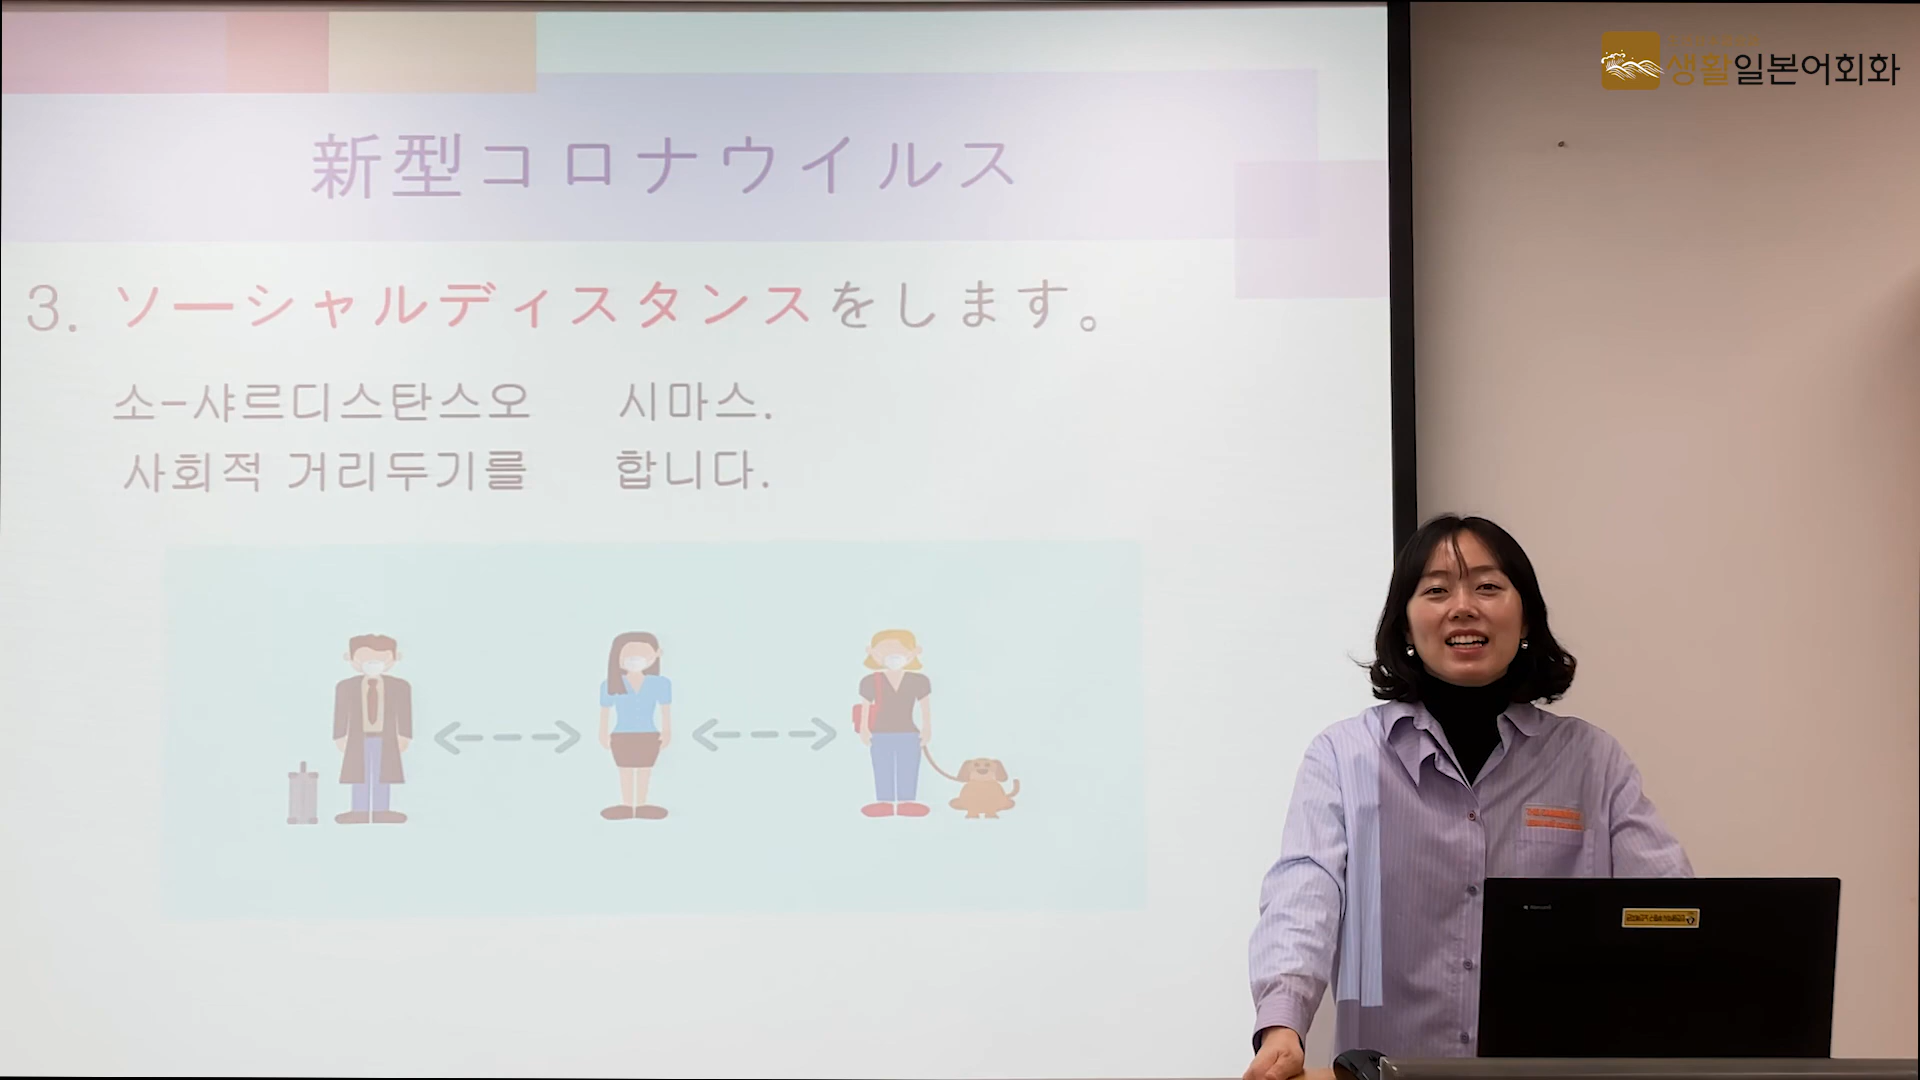 생활일본어회화
新型コロナウイルス
3. ソーシャルディスタンスをします。
소-샤르디스탄스오 시마스.
사회적 거리두기를 합니다.